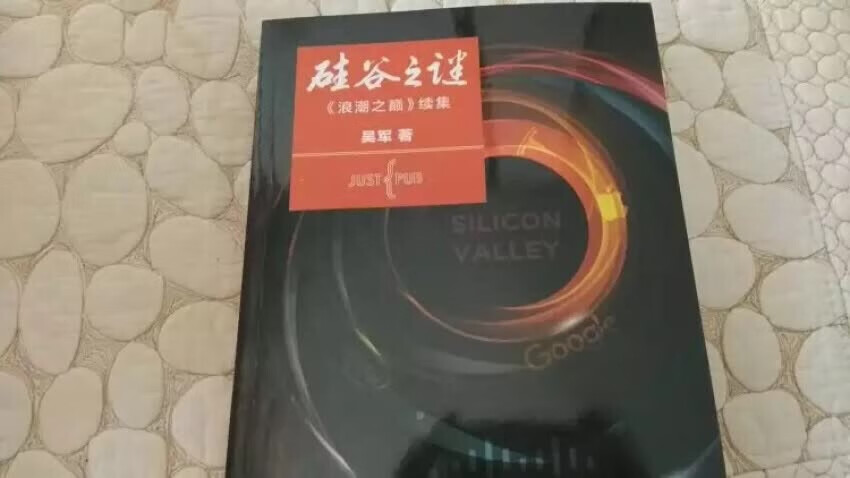 硅谷之谜
《浪潮之巅》续集
吴军 著
JUST PUB
SILICON
VALLEY
Google